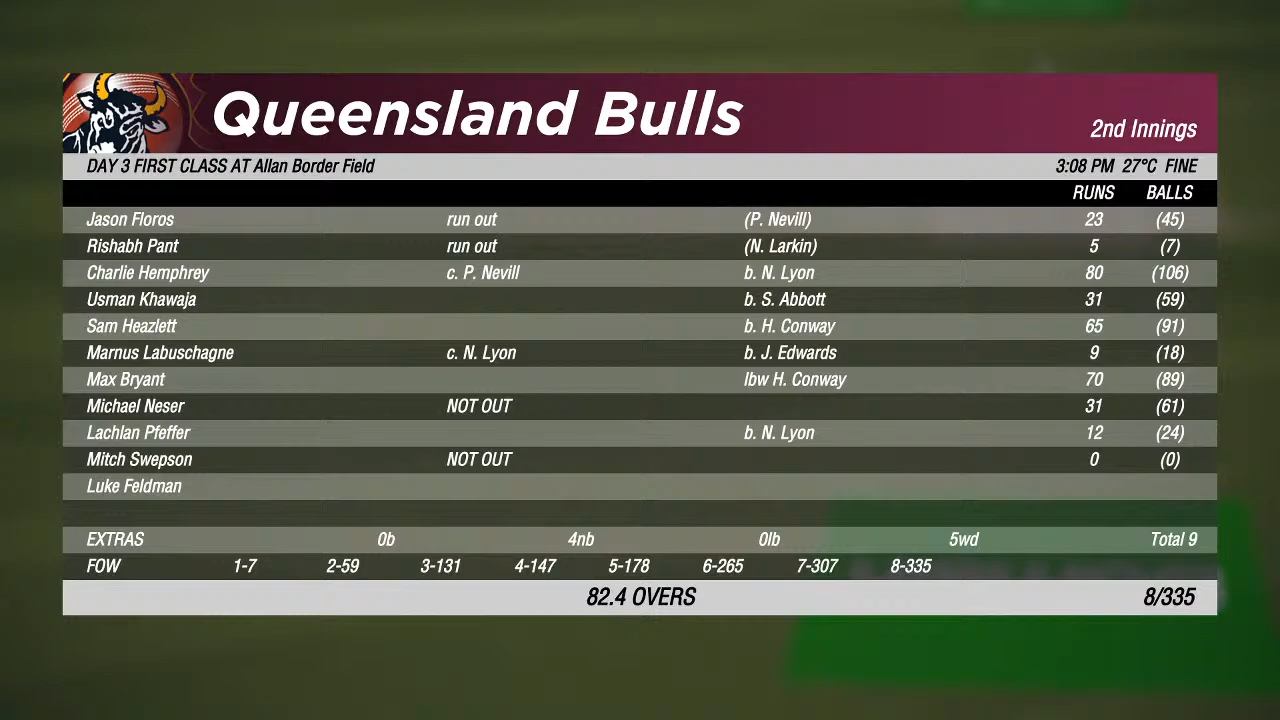 Queensland Bulls
2nd Innings
DAY 3 FIRST CLASS AT Allan Border Field 3:08 PM 27°C FINE
RUNS BALLS
Jason Floros run out (P. Nevill) 23 (45)
Rishabh Pant run out (N. Larkin) 5 (7)
Charlie Hemphrey c. P. Nevill b. N. Lyon 80 (106)
Usman Khawaja b. S. Abbott 31 (59)
Sam Heazlett b. H. Conway 65 (91)
Marnus Labuschagne c. N. Lyon b. J. Edwards 9 (18)
Max Bryant lbw H. Conway 70 (89)
Michael Neser NOT OUT 31 (61)
Lachlan Pfeffer b. N. Lyon 12 (24)
Mitch Swepson NOT OUT 0 (0)
Luke Feldman
EXTRAS 0b 4nb 0lb 5wd Total 9
FOW 1-7 2-59 3-131 4-147 5-178 6-265 7-307 8-335
82.4 OVERS 8/335